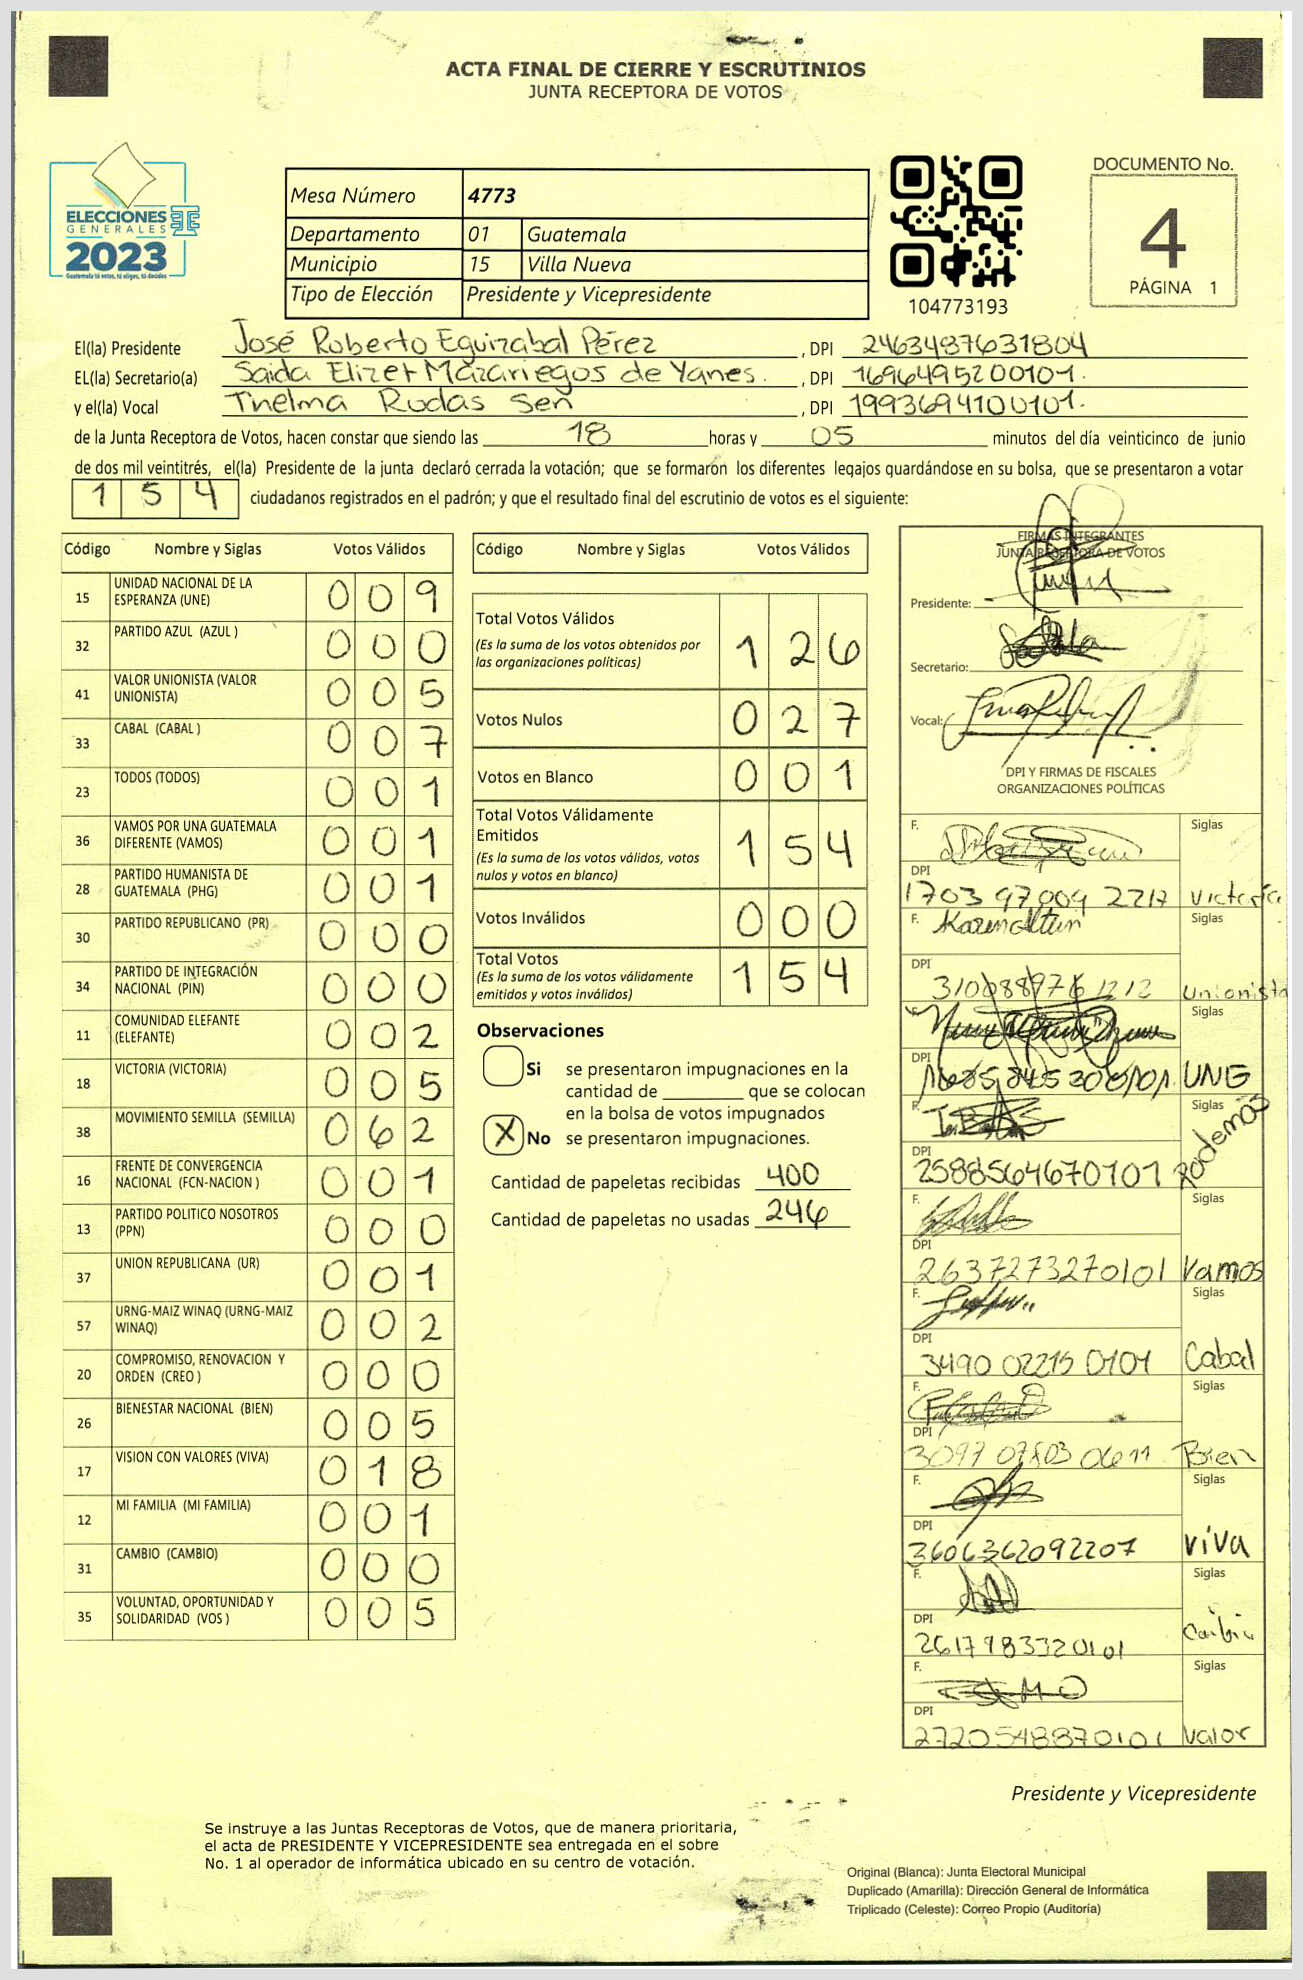 ACTA FINAL DE CIERRE Y ESCRUTINIOS
JUNTA RECEPTORA DE VOTOS
ELECCIONES
GENERALES
2023
Guatemala tú votas, tú eliges, tú decides
Mesa Número 4773
Departamento 01 Guatemala
Municipio 15 Villa Nueva
Tipo de Elección Presidente y Vicepresidente
104773193
DOCUMENTO No.
4
PÁGINA 1
El(la) Presidente José Roberto Eguizabal Pérez , DPI 2463487631804
EL(la) Secretario(a) Saida Elizet Mazariegos de Yanes. , DPI 1696495200101.
y el(la) Vocal Thelma Rodas Señ , DPI 1993694100101.
de la Junta Receptora de Votos, hacen constar que siendo las 18 horas y 05 minutos del día veinticinco de junio
de dos mil veintitrés, el(la) Presidente de la junta declaró cerrada la votación; que se formarón los diferentes legajos guardándose en su bolsa, que se presentaron a votar
1 5 4 ciudadanos registrados en el padrón; y que el resultado final del escrutinio de votos es el siguiente:
Código Nombre y Siglas Votos Válidos
15 UNIDAD NACIONAL DE LA ESPERANZA (UNE) 0 0 9
32 PARTIDO AZUL (AZUL ) 0 0 0
41 VALOR UNIONISTA (VALOR UNIONISTA) 0 0 5
33 CABAL (CABAL ) 0 0 7
23 TODOS (TODOS) 0 0 1
36 VAMOS POR UNA GUATEMALA DIFERENTE (VAMOS) 0 0 1
28 PARTIDO HUMANISTA DE GUATEMALA (PHG) 0 0 1
30 PARTIDO REPUBLICANO (PR) 0 0 0
34 PARTIDO DE INTEGRACIÓN NACIONAL (PIN) 0 0 0
11 COMUNIDAD ELEFANTE (ELEFANTE) 0 0 2
18 VICTORIA (VICTORIA) 0 0 5
38 MOVIMIENTO SEMILLA (SEMILLA) 0 6 2
16 FRENTE DE CONVERGENCIA NACIONAL (FCN-NACION ) 0 0 1
13 PARTIDO POLITICO NOSOTROS (PPN) 0 0 0
37 UNION REPUBLICANA (UR) 0 0 1
57 URNG-MAIZ WINAQ (URNG-MAIZ WINAQ) 0 0 2
20 COMPROMISO, RENOVACION Y ORDEN (CREO ) 0 0 0
26 BIENESTAR NACIONAL (BIEN) 0 0 5
17 VISION CON VALORES (VIVA) 0 1 8
12 MI FAMILIA (MI FAMILIA) 0 0 1
31 CAMBIO (CAMBIO) 0 0 0
35 VOLUNTAD, OPORTUNIDAD Y SOLIDARIDAD (VOS ) 0 0 5
Código Nombre y Siglas Votos Válidos
Total Votos Válidos 1 2 6
(Es la suma de los votos obtenidos por
las organizaciones políticas)
Votos Nulos 0 2 7
Votos en Blanco 0 0 1
Total Votos Válidamente
Emitidos 1 5 4
(Es la suma de los votos válidos, votos
nulos y votos en blanco)
Votos Inválidos 0 0 0
Total Votos 1 5 4
(Es la suma de los votos válidamente
emitidos y votos inválidos)
Observaciones
Si se presentaron impugnaciones en la
cantidad de ________ que se colocan
en la bolsa de votos impugnados
X No se presentaron impugnaciones.
Cantidad de papeletas recibidas 400
Cantidad de papeletas no usadas 246
FIRMAS INTEGRANTES
JUNTA RECEPTORA DE VOTOS
Presidente:
Secretario:
Vocal:
DPI Y FIRMAS DE FISCALES
ORGANIZACIONES POLÍTICAS
F. Siglas
DPI
1703 97009 2217 Victoria
F. Siglas
DPI
310088976 1212 Unionista
Siglas
DPI
UNE
F. Siglas
DPI
2588564670101 Podemos
F. Siglas
DPI
2637273270101 Vamos
F. Siglas
DPI
3490 02215 0101 Cabal
F. Siglas
DPI
3097 07803 0611 Bien
F. Siglas
DPI
3606362092207 ViVa
F. Siglas
DPI
2617983320101
F. Siglas
DPI
2720548870101 Valor
Presidente y Vicepresidente
Se instruye a las Juntas Receptoras de Votos, que de manera prioritaria,
el acta de PRESIDENTE Y VICEPRESIDENTE sea entregada en el sobre
No. 1 al operador de informática ubicado en su centro de votación.
Original (Blanca): Junta Electoral Municipal
Duplicado (Amarilla): Dirección General de Informática
Triplicado (Celeste): Correo Propio (Auditoría)